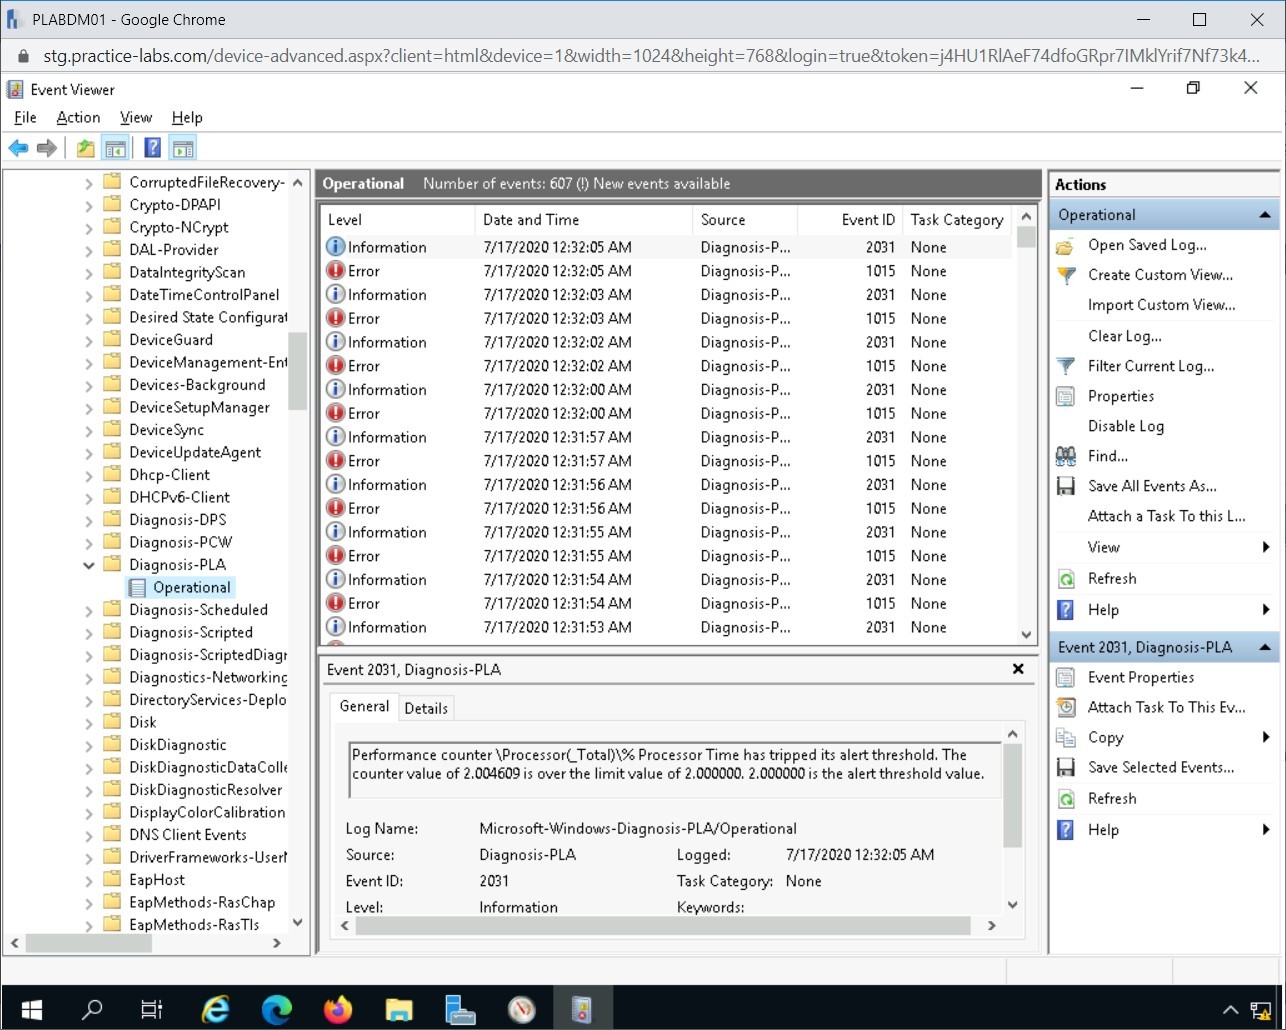 PLABDM01 - Google Chrome
stg.practice-labs.com/device-advanced.aspx?client=html&device=1&width=1024&height=768&login=true&token=j4HU1RlAeF74dfoGRpr7IMklYrif7Nf73k4...
Event Viewer
File Action View Help
CorruptedFileRecovery-
Crypto-DPAPI
Crypto-NCrypt
DAL-Provider
DataIntegrityScan
DateTimeControlPanel
Desired State Configurat
DeviceGuard
DeviceManagement-Ent
Devices-Background
DeviceSetupManager
DeviceSync
DeviceUpdateAgent
Dhcp-Client
DHCPv6-Client
Diagnosis-DPS
Diagnosis-PCW
Diagnosis-PLA
Operational
Diagnosis-Scheduled
Diagnosis-Scripted
Diagnosis-ScriptedDiagr
Diagnostics-Networking
DirectoryServices-Deplo
Disk
DiskDiagnostic
DiskDiagnosticDataColle
DiskDiagnosticResolver
DisplayColorCalibration
DNS Client Events
DriverFrameworks-UserM
EapHost
EapMethods-RasChap
EapMethods-RasTls
Operational Number of events: 607 (!) New events available
Level Date and Time Source Event ID Task Category
Information 7/17/2020 12:32:05 AM Diagnosis-P... 2031 None
Error 7/17/2020 12:32:05 AM Diagnosis-P... 1015 None
Information 7/17/2020 12:32:03 AM Diagnosis-P... 2031 None
Error 7/17/2020 12:32:03 AM Diagnosis-P... 1015 None
Information 7/17/2020 12:32:02 AM Diagnosis-P... 2031 None
Error 7/17/2020 12:32:02 AM Diagnosis-P... 1015 None
Information 7/17/2020 12:32:00 AM Diagnosis-P... 2031 None
Error 7/17/2020 12:32:00 AM Diagnosis-P... 1015 None
Information 7/17/2020 12:31:57 AM Diagnosis-P... 2031 None
Error 7/17/2020 12:31:57 AM Diagnosis-P... 1015 None
Information 7/17/2020 12:31:56 AM Diagnosis-P... 2031 None
Error 7/17/2020 12:31:56 AM Diagnosis-P... 1015 None
Information 7/17/2020 12:31:55 AM Diagnosis-P... 2031 None
Error 7/17/2020 12:31:55 AM Diagnosis-P... 1015 None
Information 7/17/2020 12:31:54 AM Diagnosis-P... 2031 None
Error 7/17/2020 12:31:54 AM Diagnosis-P... 1015 None
Information 7/17/2020 12:31:53 AM Diagnosis-P... 2031 None
Event 2031, Diagnosis-PLA
General Details
Performance counter \Processor(_Total)\% Processor Time has tripped its alert threshold. The
counter value of 2.004609 is over the limit value of 2.000000. 2.000000 is the alert threshold value.
Log Name: Microsoft-Windows-Diagnosis-PLA/Operational
Source: Diagnosis-PLA Logged: 7/17/2020 12:32:05 AM
Event ID: 2031 Task Category: None
Level: Information Keywords:
Actions
Operational
Open Saved Log...
Create Custom View...
Import Custom View...
Clear Log...
Filter Current Log...
Properties
Disable Log
Find...
Save All Events As...
Attach a Task To this L...
View
Refresh
Help
Event 2031, Diagnosis-PLA
Event Properties
Attach Task To This Ev...
Copy
Save Selected Events...
Refresh
Help